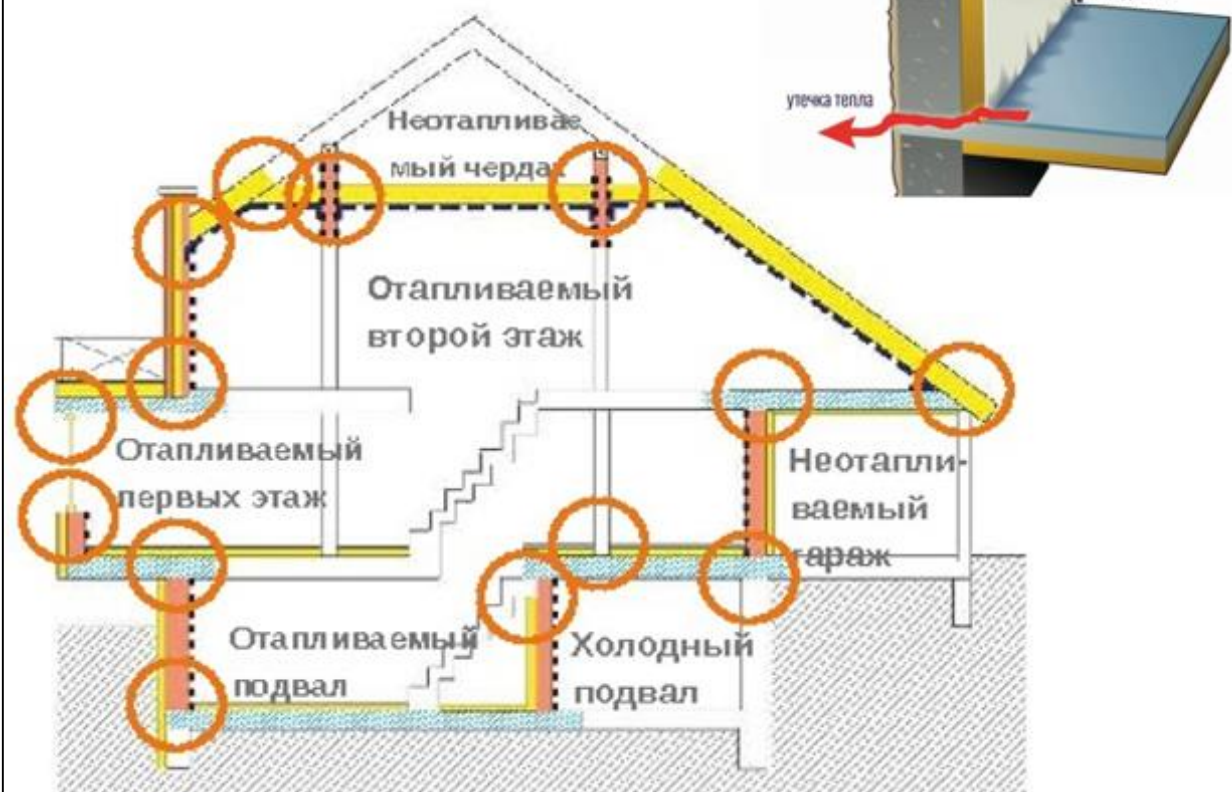 утечка тепла
Неотапливае
мый чердак
Отапливаемый
второй этаж
Отапливаемый
первых этаж
Неотапли-
ваемый
гараж
Отапливаемый
подвал
Холодный
подвал